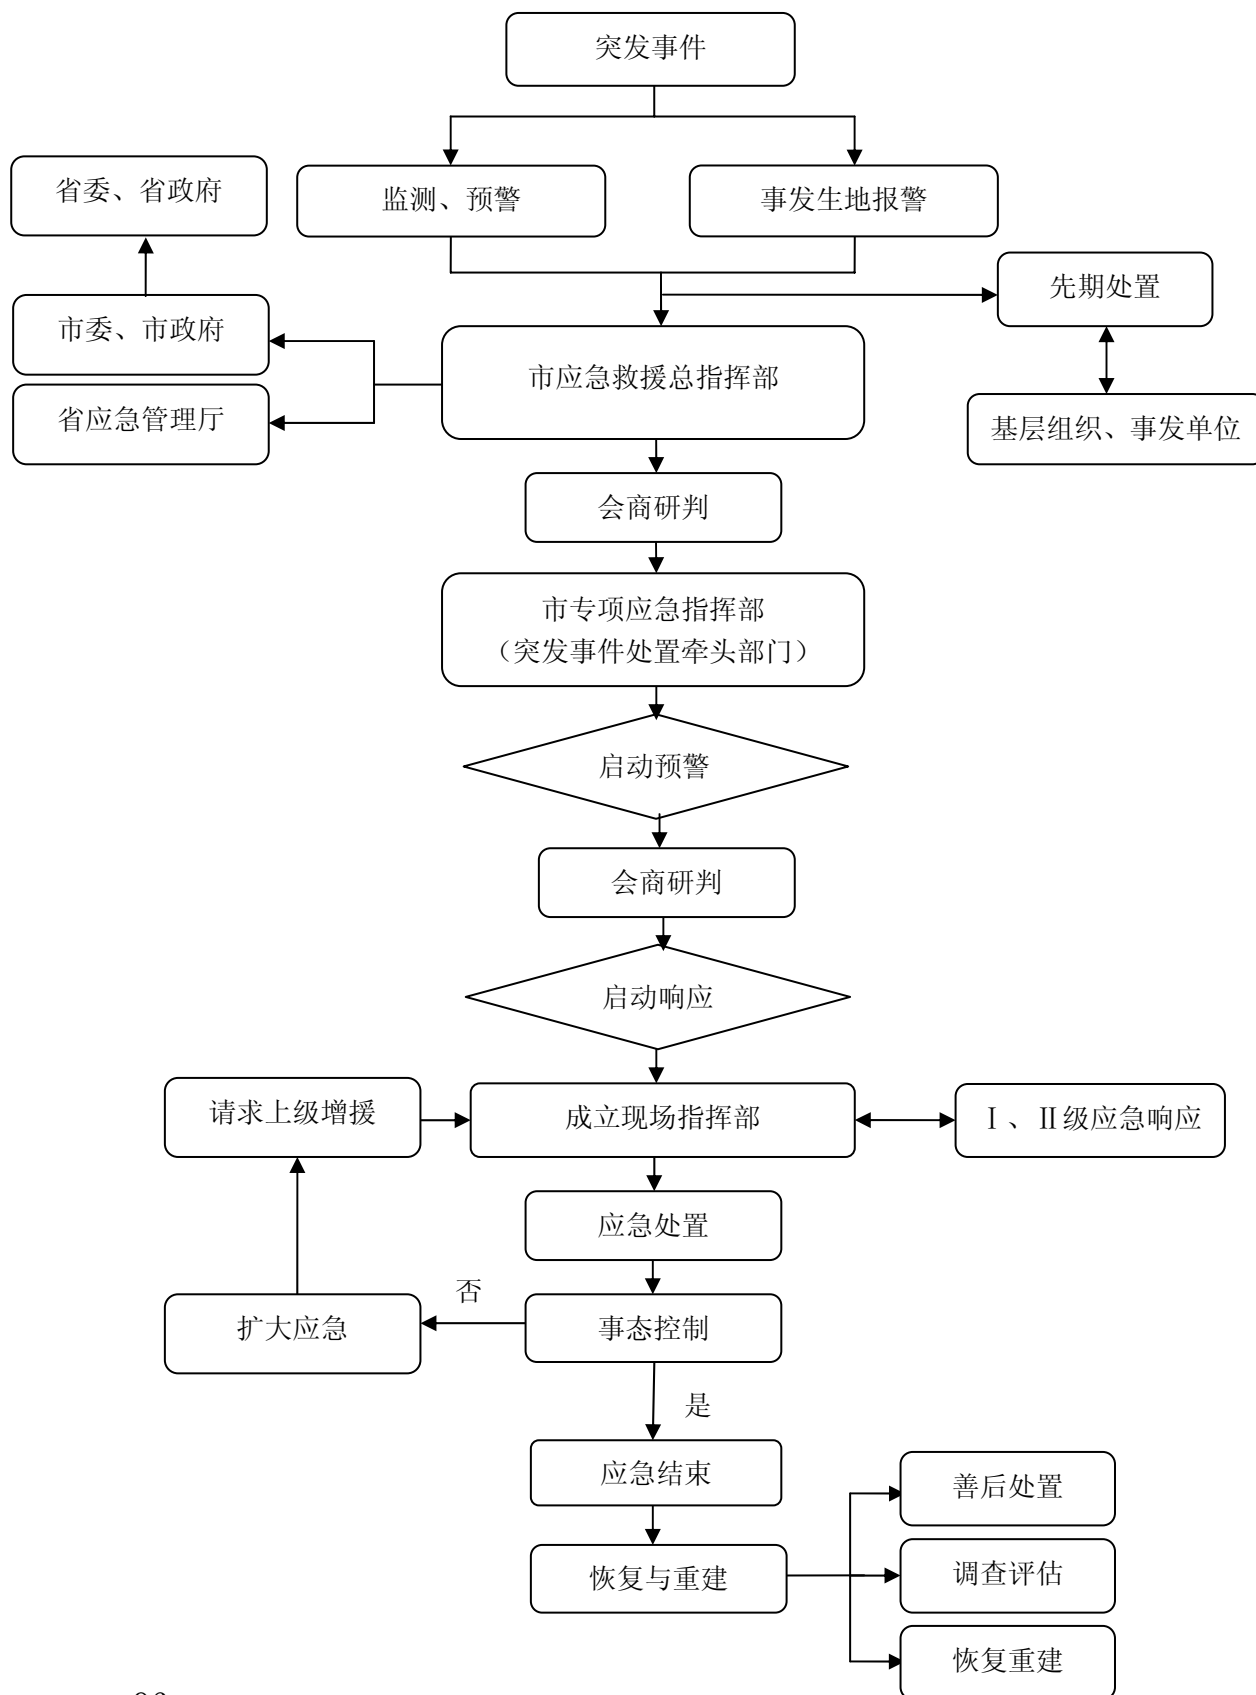 突发事件
省委、省政府
监测、预警
事发生地报警
先期处置
市委、市政府
市应急救援总指挥部
省应急管理厅
基层组织、事发单位
会商研判
市专项应急指挥部
（突发事件处置牵头部门）
启动预警
会商研判
启动响应
请求上级增援
成立现场指挥部
Ⅰ、Ⅱ级应急响应
应急处置
否
扩大应急
事态控制
是
应急结束
善后处置
恢复与重建
调查评估
恢复重建